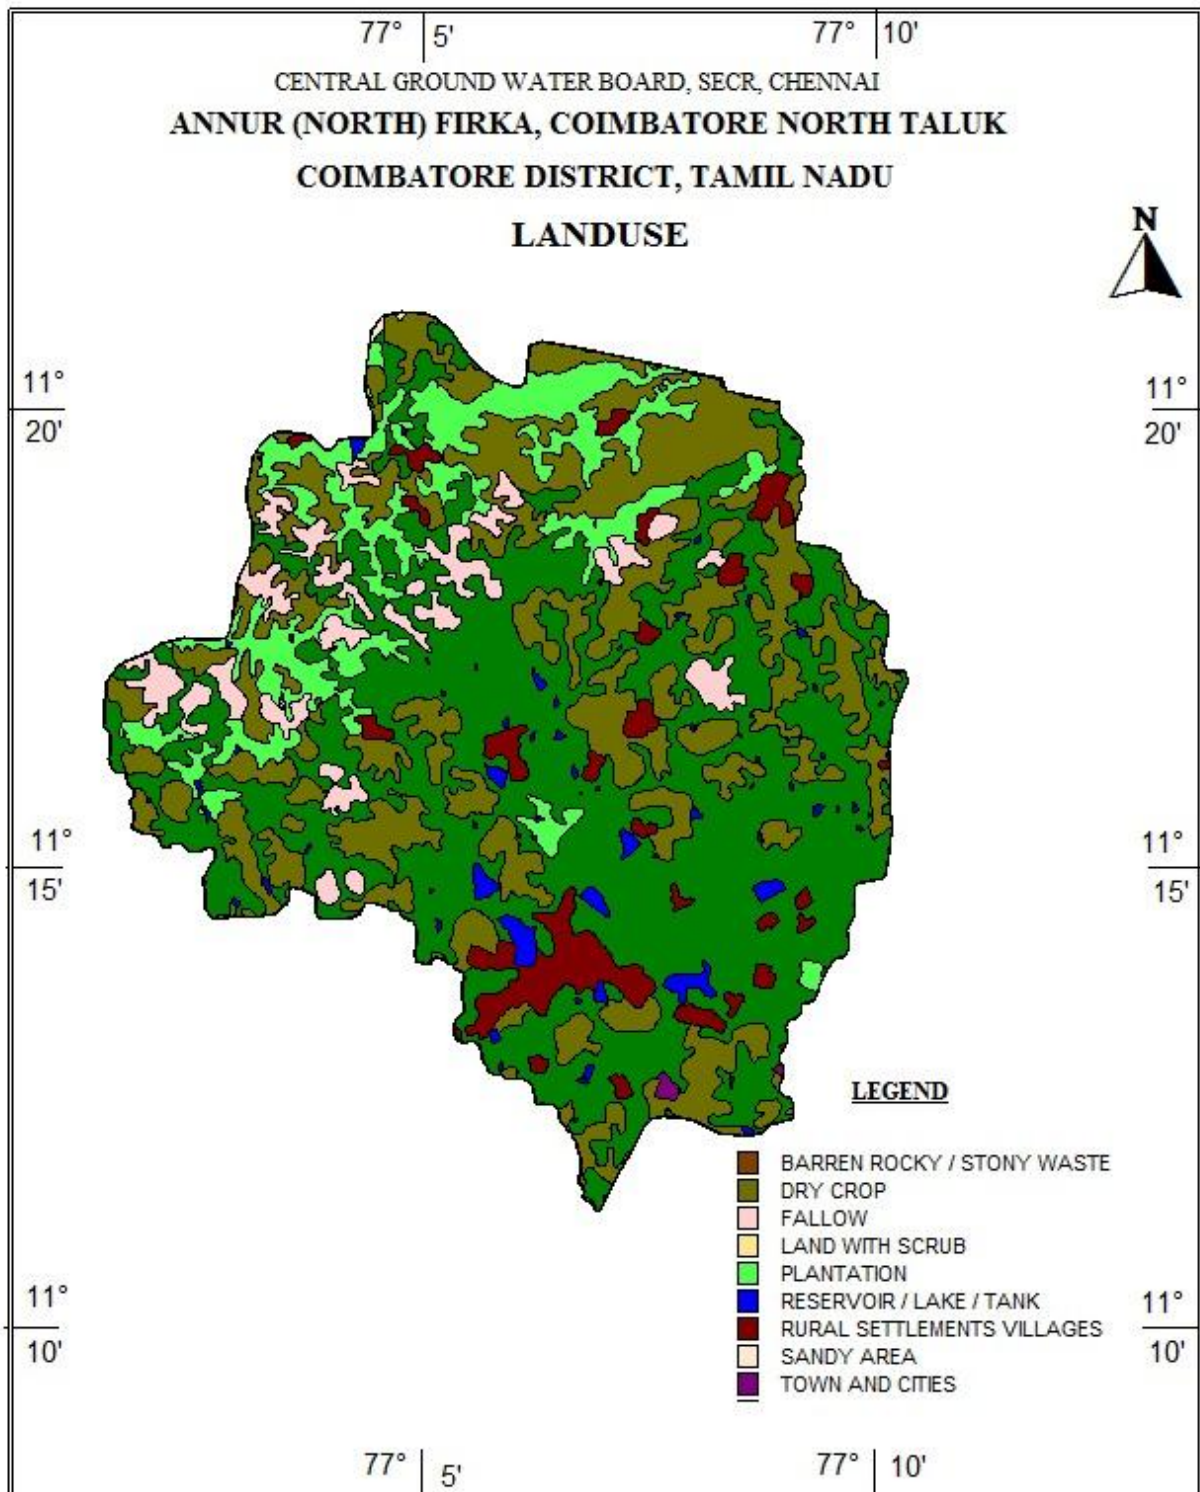 77° 5' 77° 10'
CENTRAL GROUND WATER BOARD, SECR, CHENNAI
ANNUR (NORTH) FIRKA, COIMBATORE NORTH TALUK
COIMBATORE DISTRICT, TAMIL NADU
LANDUSE
N
11° 11°
20' 20'
11° 11°
15' 15'
LEGEND
BARREN ROCKY / STONY WASTE
DRY CROP
FALLOW
LAND WITH SCRUB
PLANTATION
RESERVOIR / LAKE / TANK
RURAL SETTLEMENTS VILLAGES
SANDY AREA
TOWN AND CITIES
11° 11°
10' 10'
77° 5' 77° 10'